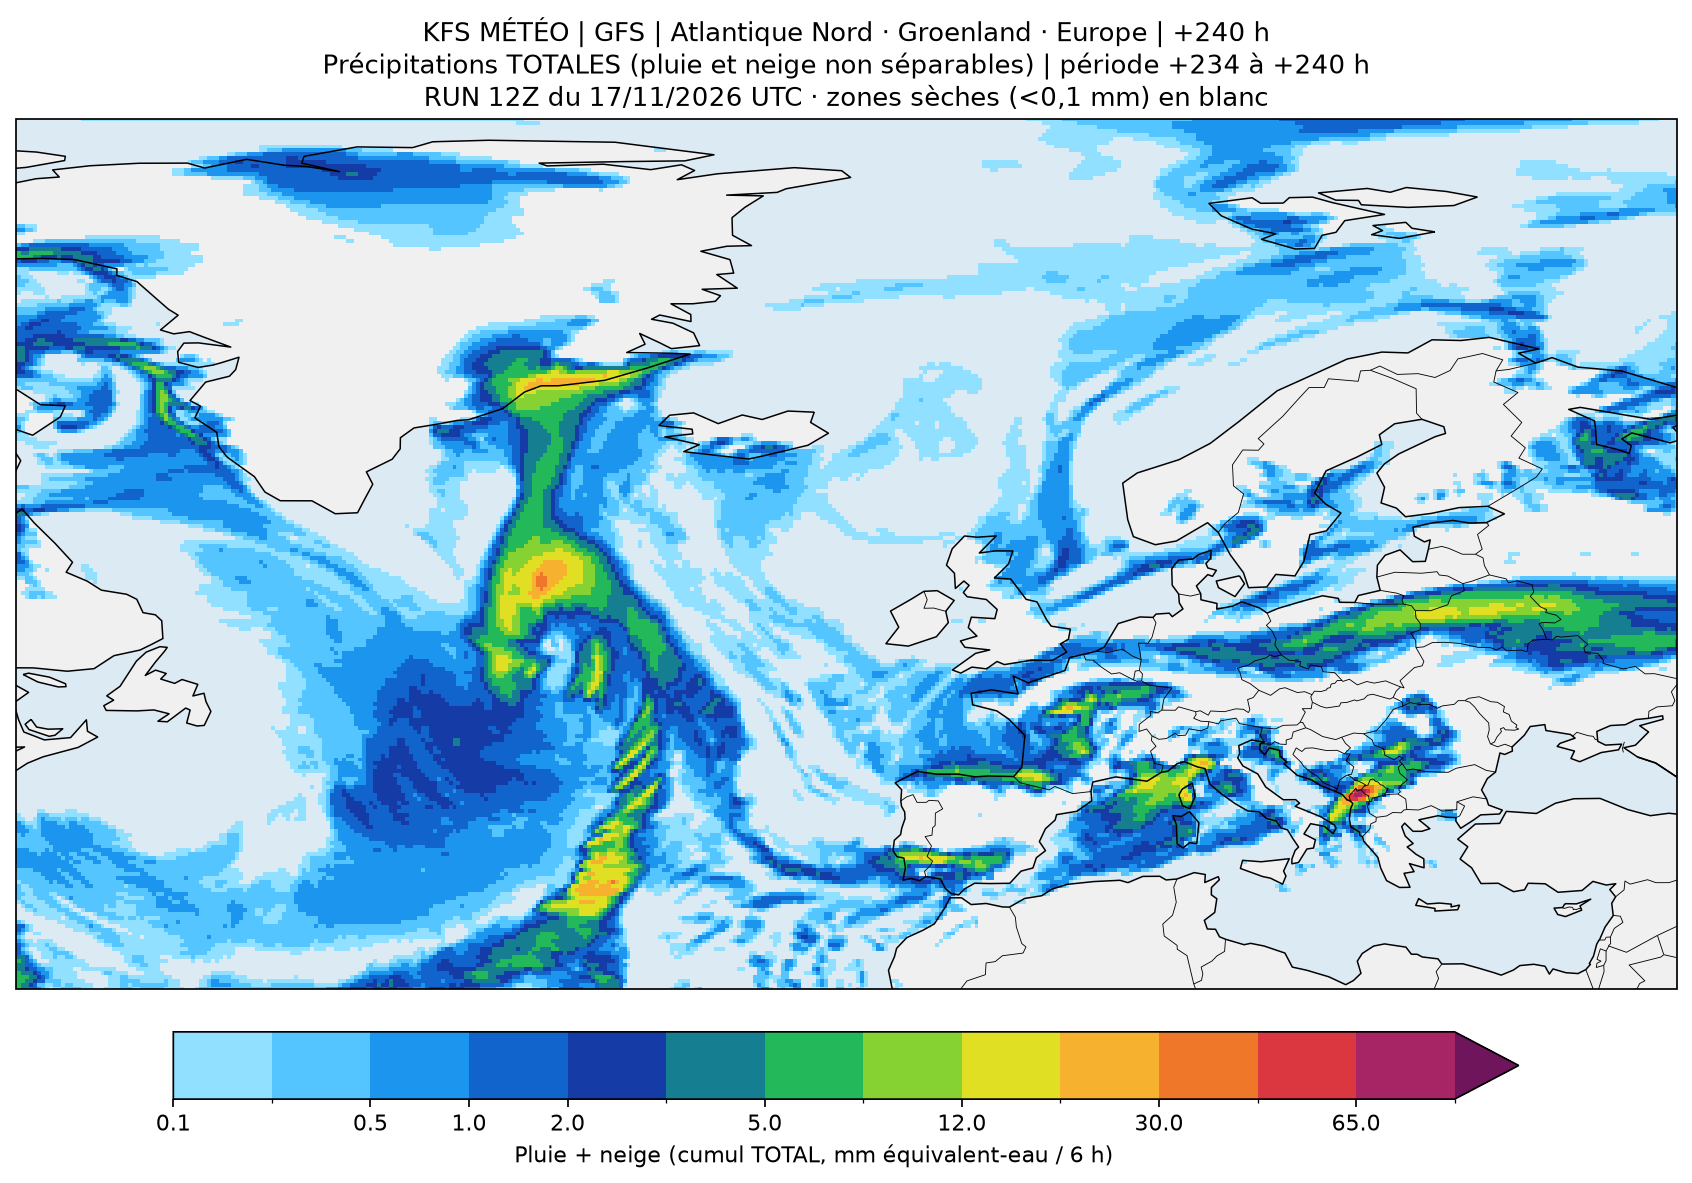 KFS MÉTÉO | GFS | Atlantique Nord · Groenland · Europe | +240 h
Précipitations TOTALES (pluie et neige non séparables) | période +234 à +240 h
RUN 12Z du 17/11/2026 UTC · zones sèches (<0,1 mm) en blanc
0.1 0.5 1.0 2.0 5.0 12.0 30.0 65.0
Pluie + neige (cumul TOTAL, mm équivalent-eau / 6 h)